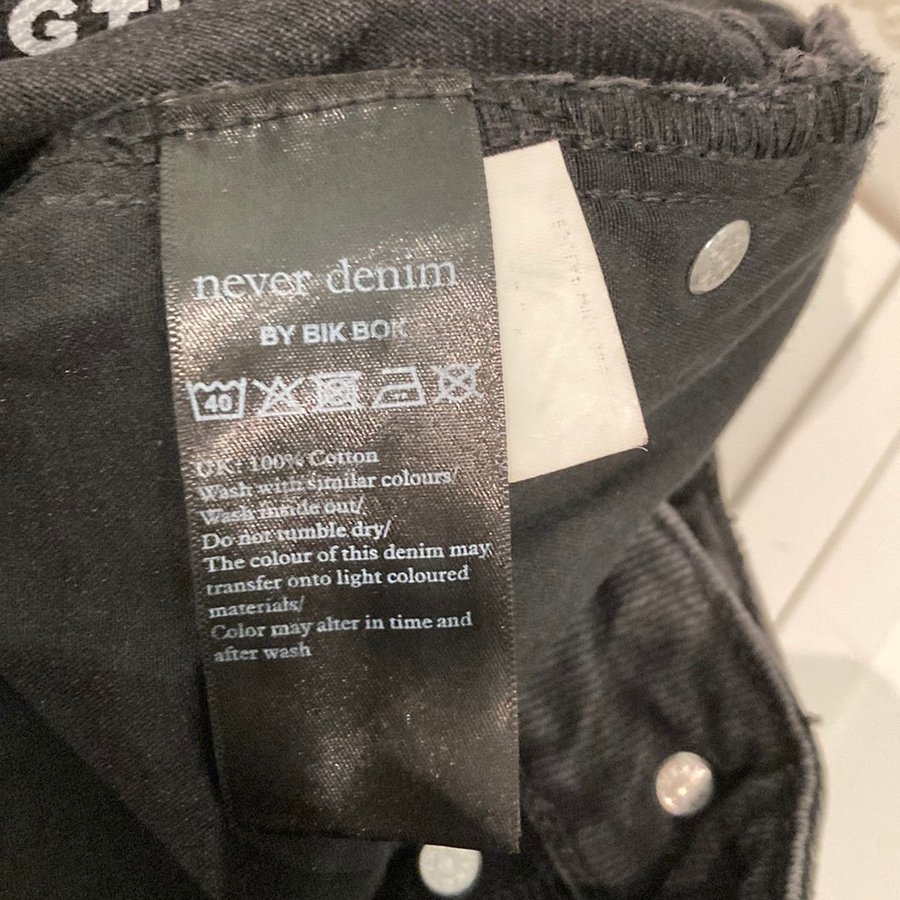 GT
never denim
BY BIK BOK
40
UK: 100% Cotton
Wash with similar colours/
Wash inside out/
Do not tumble dry/
The colour of this denim may
transfer onto light coloured
materials/
Color may alter in time and
after wash